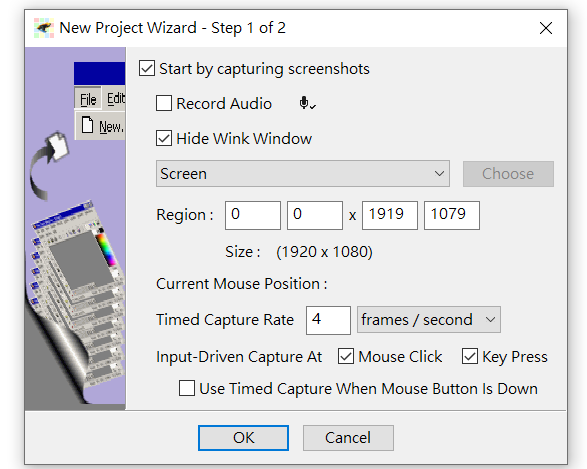 New Project Wizard - Step 1 of 2
File Edit
New.
Start by capturing screenshots
Record Audio
Hide Wink Window
Screen Choose
Region : 0 0 x 1919 1079
Size : (1920 x 1080)
Current Mouse Position :
Timed Capture Rate 4 frames / second
Input-Driven Capture At Mouse Click Key Press
Use Timed Capture When Mouse Button Is Down
OK Cancel